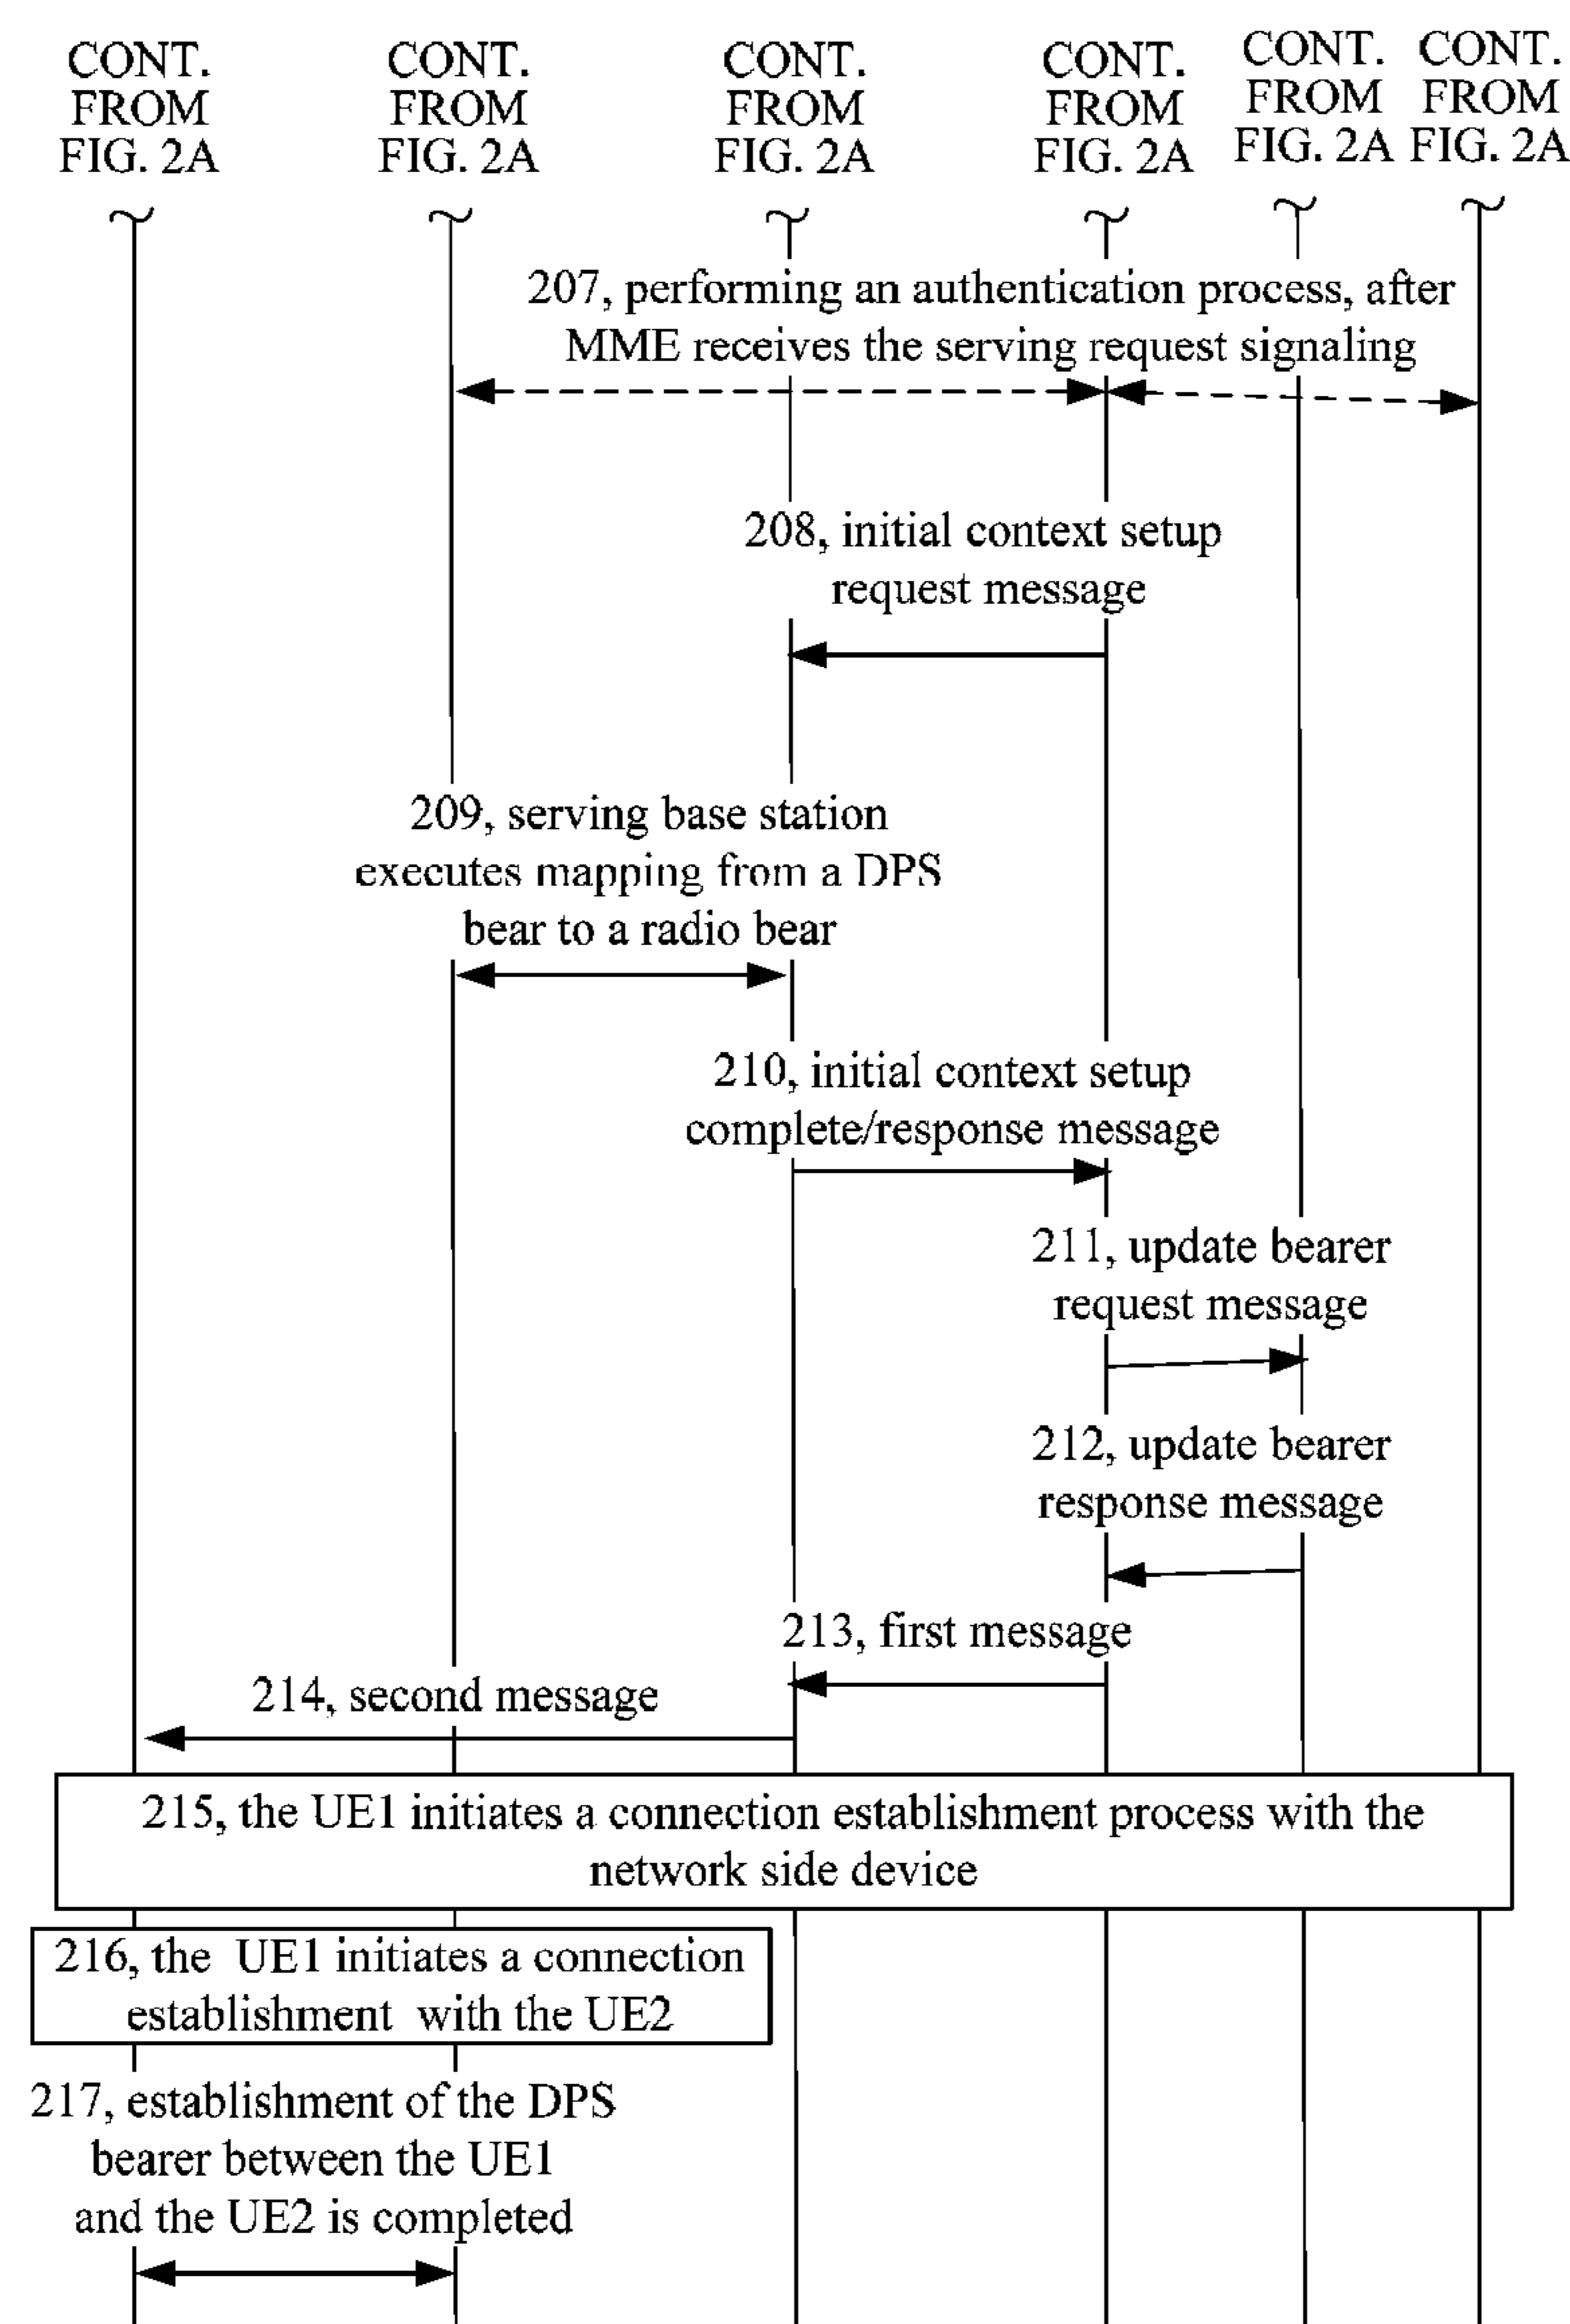 CONT.
FROM
FIG. 2A
CONT.
FROM
FIG. 2A
CONT.
FROM
FIG. 2A
CONT.
FROM
FIG. 2A
CONT.
FROM
FIG. 2A
CONT.
FROM
FIG. 2A
207, performing an authentication process, after
MME receives the serving request signaling
208, initial context setup
request message
209, serving base station
executes mapping from a DPS
bear to a radio bear
210, initial context setup
complete/response message
211, update bearer
request message
212, update bearer
response message
213, first message
214, second message
215, the UE1 initiates a connection establishment process with the
network side device
216, the UE1 initiates a connection
establishment with the UE2
217, establishment of the DPS
bearer between the UE1
and the UE2 is completed